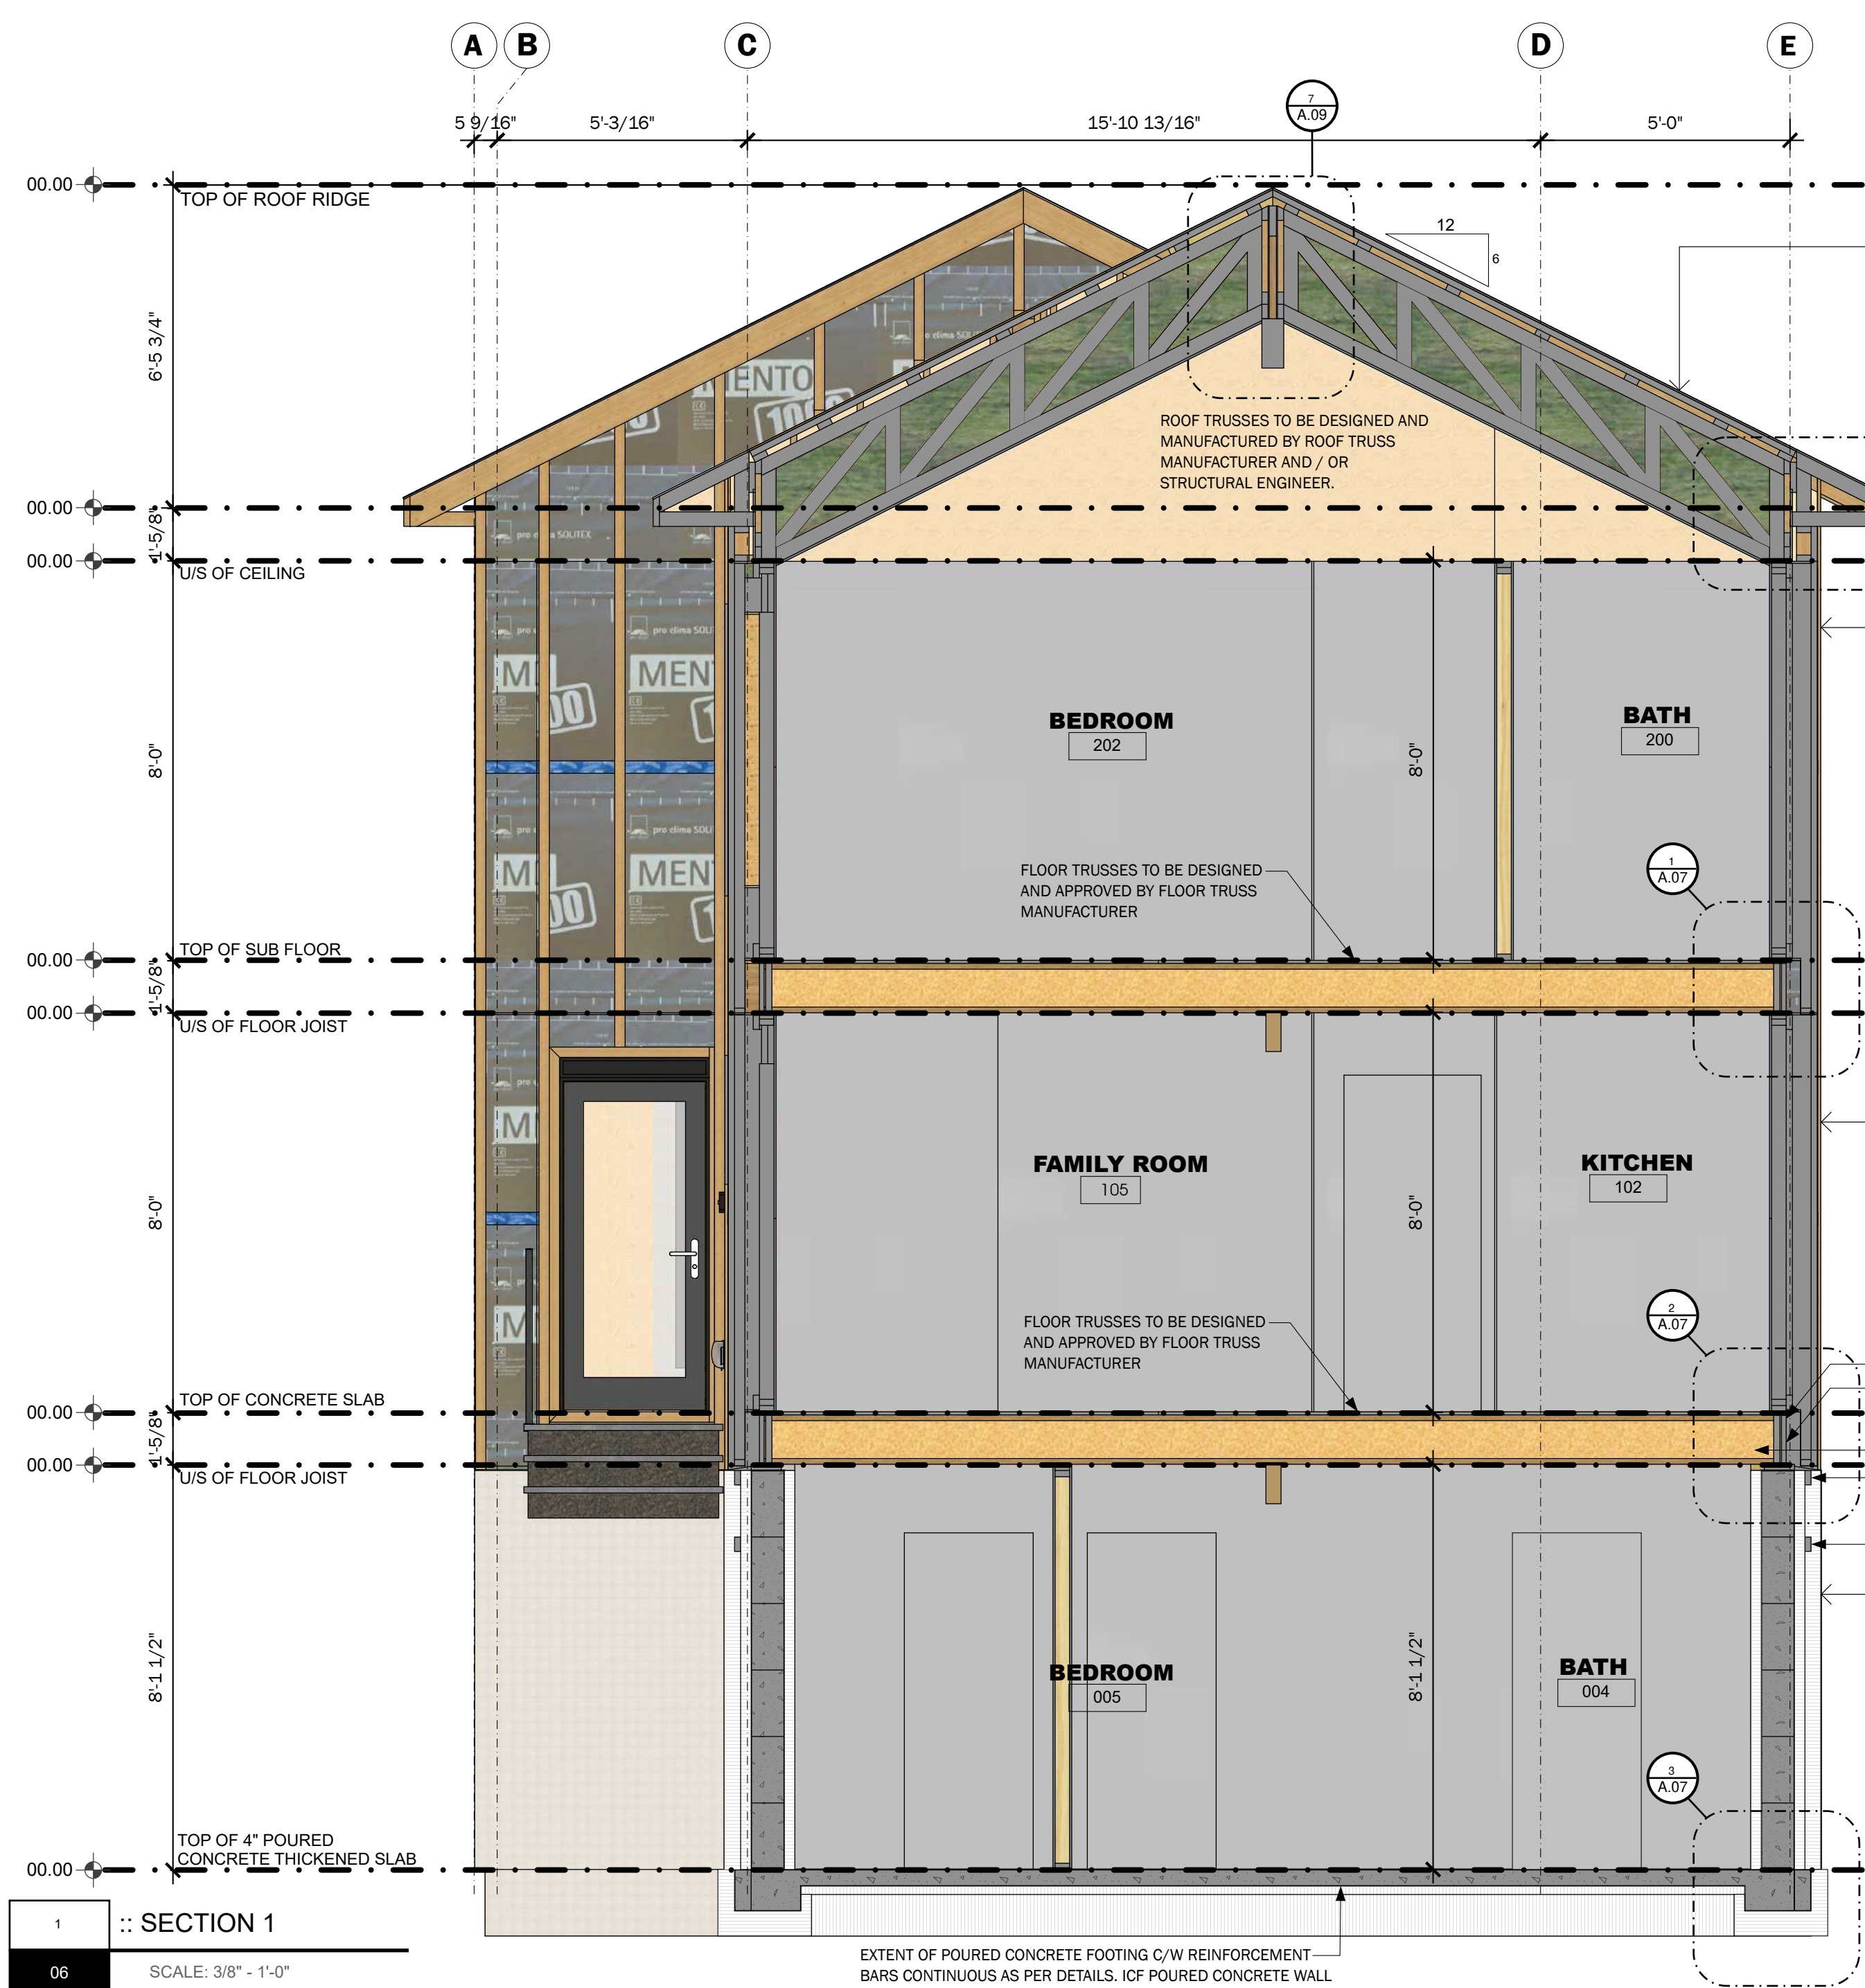 A B C D E
7
A.09
5 9/16" 5'-3/16" 15'-10 13/16" 5'-0"
00.00
TOP OF ROOF RIDGE
12
6
6'-5 3/4"
MENTO
ROOF TRUSSES TO BE DESIGNED AND
MANUFACTURED BY ROOF TRUSS
MANUFACTURER AND / OR
STRUCTURAL ENGINEER.
00.00
1'-5/8"
00.00
U/S OF CEILING
pro clima SOLITEX
8'-0"
BEDROOM
202
BATH
200
8'-0"
1
A.07
FLOOR TRUSSES TO BE DESIGNED
AND APPROVED BY FLOOR TRUSS
MANUFACTURER
TOP OF SUB FLOOR
00.00
1'-5/8"
00.00
U/S OF FLOOR JOIST
8'-0"
FAMILY ROOM
105
KITCHEN
102
8'-0"
2
A.07
FLOOR TRUSSES TO BE DESIGNED
AND APPROVED BY FLOOR TRUSS
MANUFACTURER
TOP OF CONCRETE SLAB
00.00
1'-5/8"
00.00
U/S OF FLOOR JOIST
8'-1 1/2"
BEDROOM
005
BATH
004
8'-1 1/2"
3
A.07
TOP OF 4" POURED
CONCRETE THICKENED SLAB
00.00
1
:: SECTION 1
06
SCALE: 3/8" - 1'-0"
EXTENT OF POURED CONCRETE FOOTING C/W REINFORCEMENT
BARS CONTINUOUS AS PER DETAILS. ICF POURED CONCRETE WALL